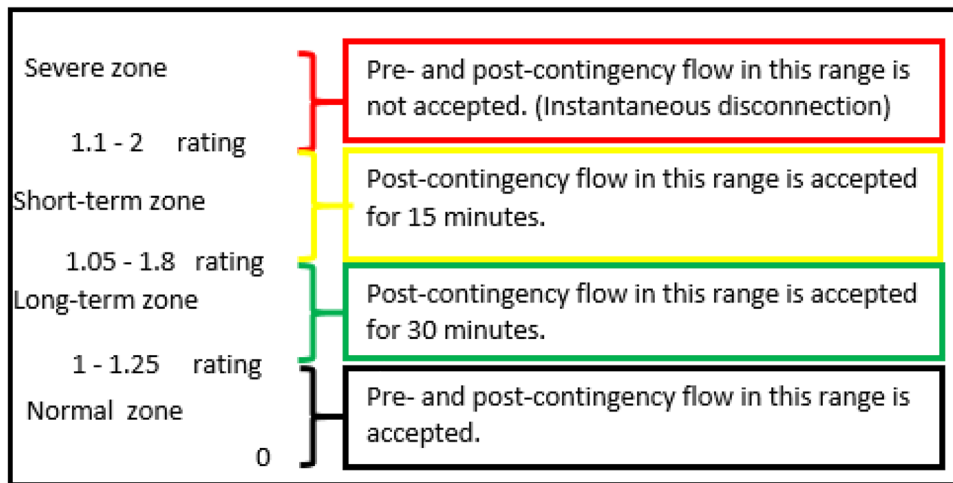 Severe zone
Pre- and post-contingency flow in this range is
not accepted. (Instantaneous disconnection)
1.1 - 2 rating
Short-term zone
Post-contingency flow in this range is accepted
for 15 minutes.
1.05 - 1.8 rating
Long-term zone
Post-contingency flow in this range is accepted
for 30 minutes.
1 - 1.25 rating
Normal zone
Pre- and post-contingency flow in this range is
accepted.
0